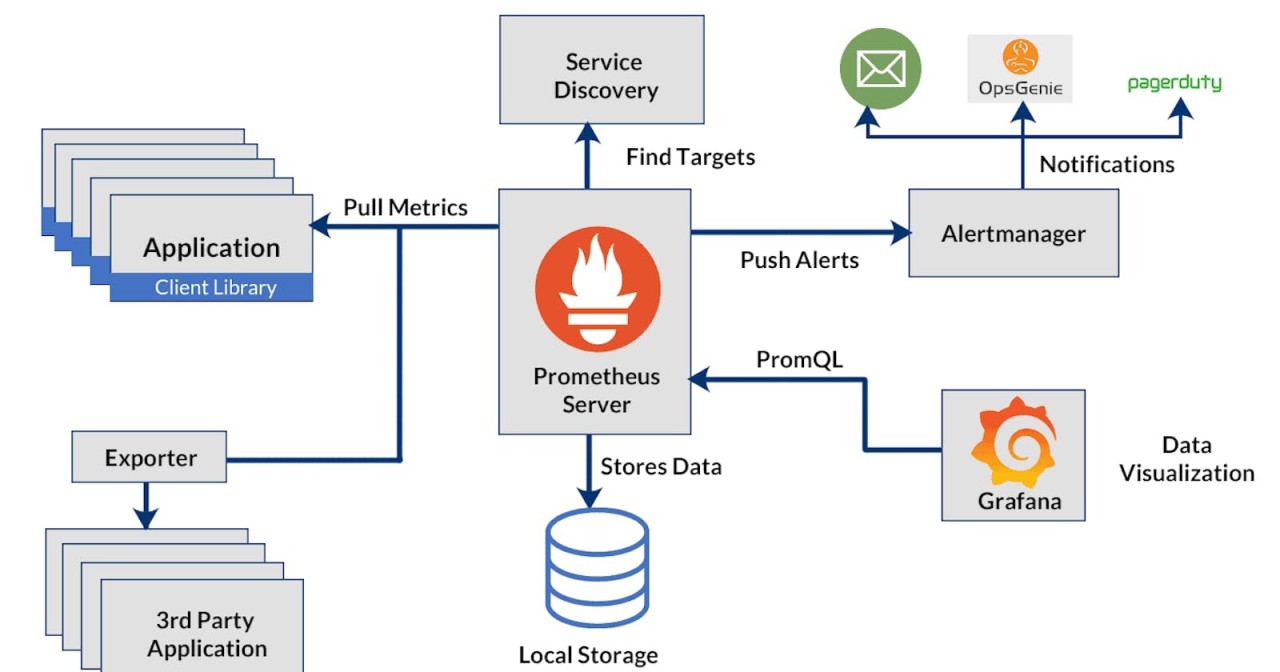 Service
Discovery
OpsGenie
pagerduty
Find Targets
Notifications
Pull Metrics
Application
Client Library
Alertmanager
Push Alerts
Prometheus
Server
PromQL
Exporter
Stores Data
Grafana
Data
Visualization
3rd Party
Application
Local Storage